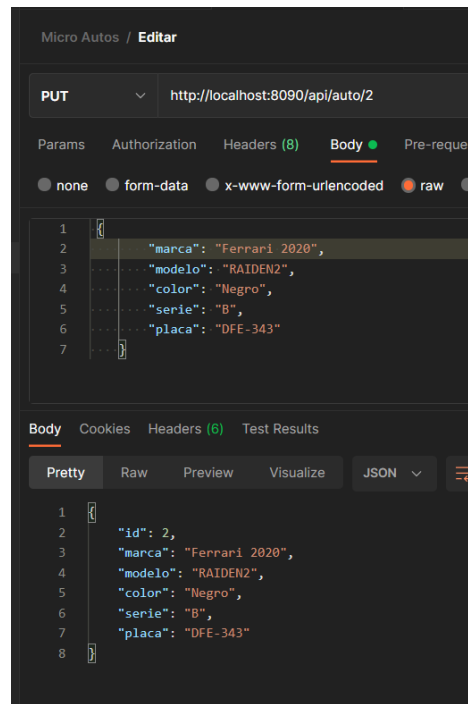 Micro Autos / Editar
PUT http://localhost:8090/api/auto/2
Params Authorization Headers (8) Body Pre-reque
none form-data x-www-form-urlencoded raw
1 {
2 "marca": "Ferrari 2020",
3 "modelo": "RAIDEN2",
4 "color": "Negro",
5 "serie": "B",
6 "placa": "DFE-343"
7 }
Body Cookies Headers (6) Test Results
Pretty Raw Preview Visualize JSON
1 {
2 "id": 2,
3 "marca": "Ferrari 2020",
4 "modelo": "RAIDEN2",
5 "color": "Negro",
6 "serie": "B",
7 "placa": "DFE-343"
8 }